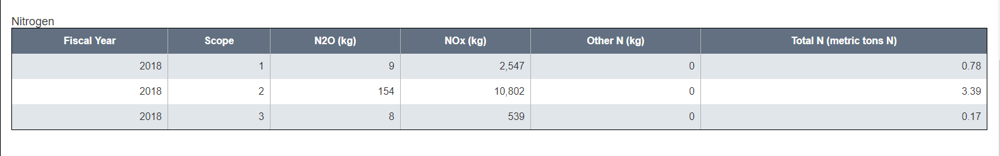 Nitrogen
Fiscal Year Scope N2O (kg) NOx (kg) Other N (kg) Total N (metric tons N)
2018 1 9 2,547 0 0.78
2018 2 154 10,802 0 3.39
2018 3 8 539 0 0.17